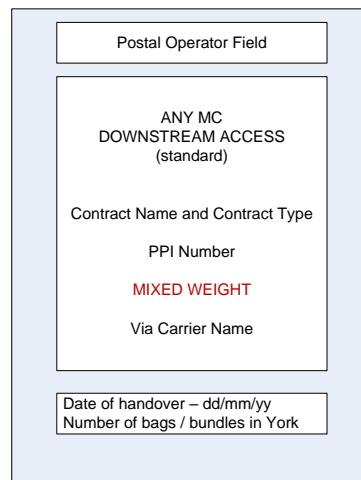 Postal Operator Field
ANY MC
DOWNSTREAM ACCESS
(standard)
Contract Name and Contract Type
PPI Number
MIXED WEIGHT
Via Carrier Name
Date of handover – dd/mm/yy
Number of bags / bundles in York